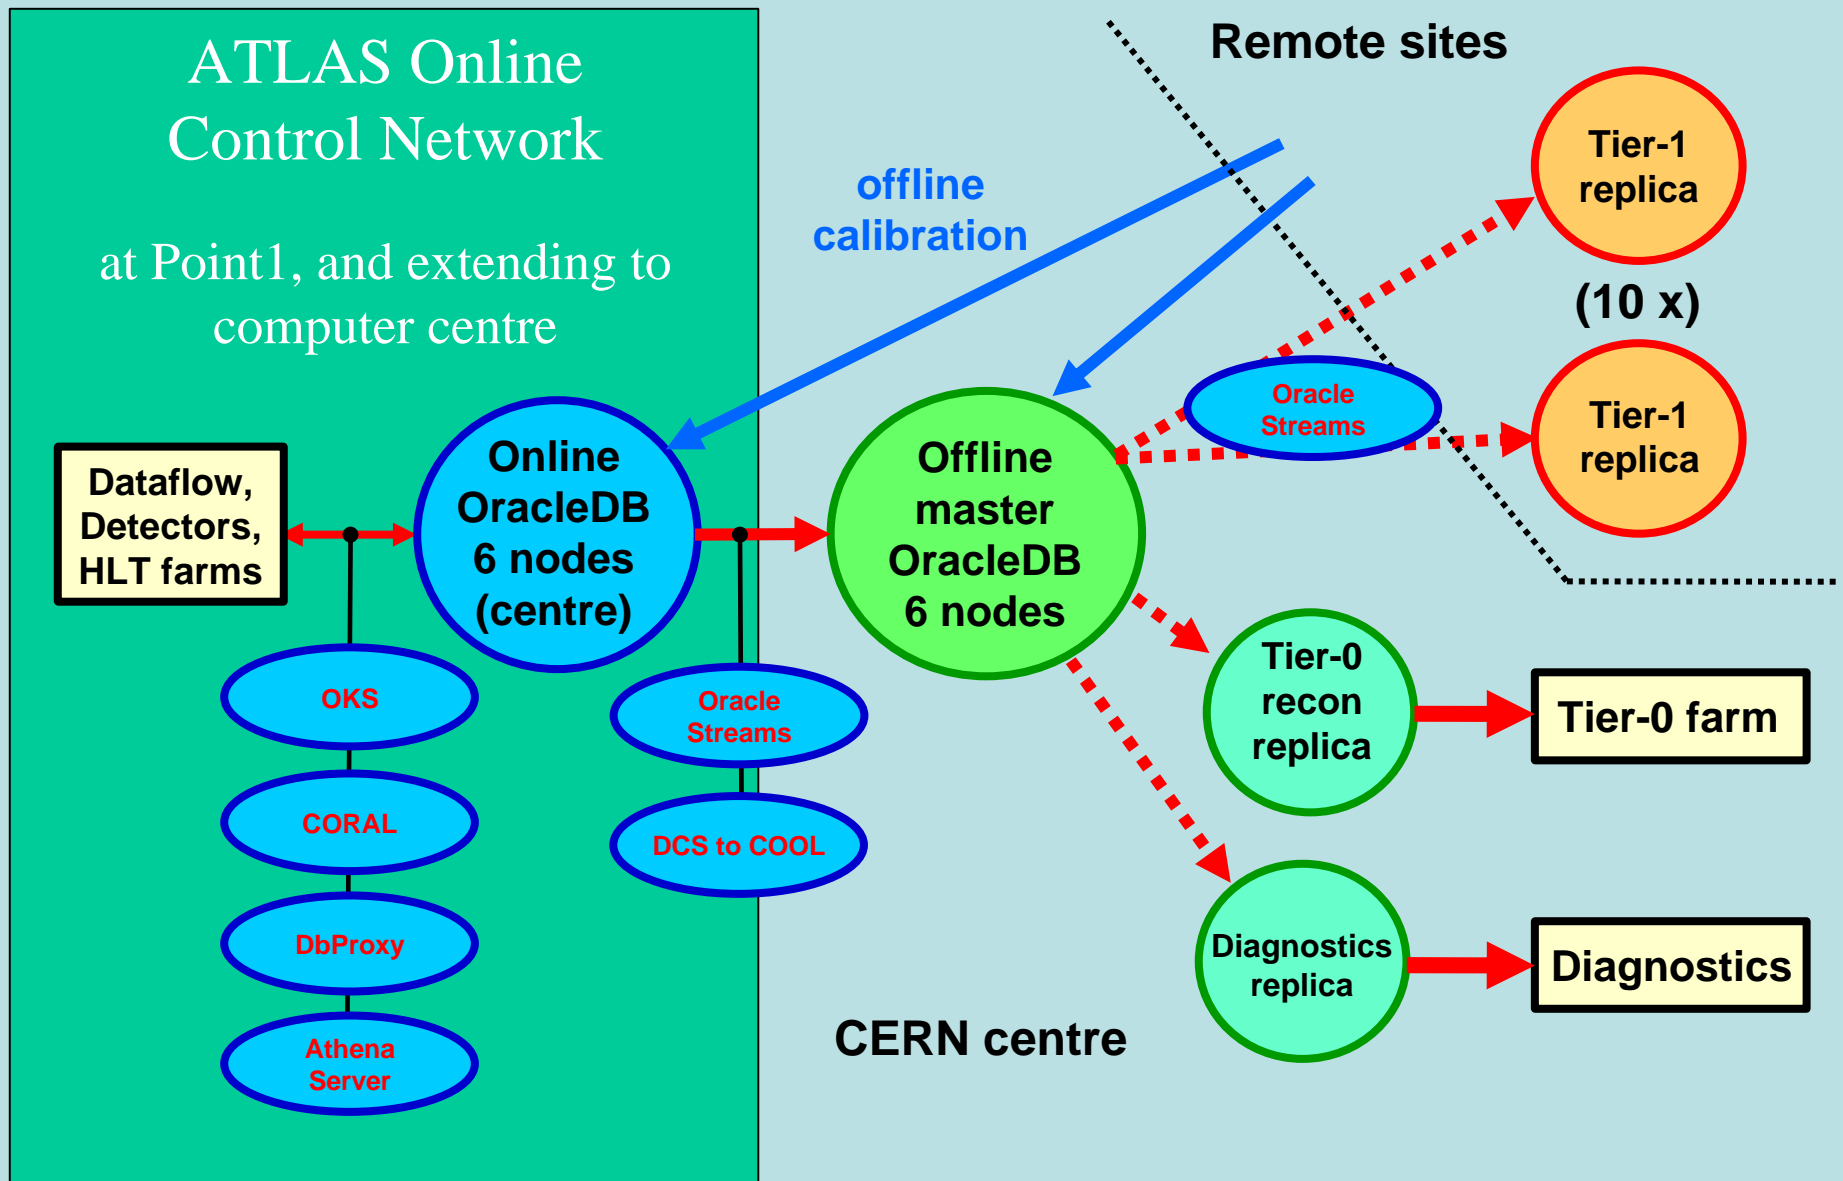 ATLAS Online
Control Network
at Point1, and extending to
computer centre
Remote sites
offline
calibration
Tier-1
replica
(10 x)
Tier-1
replica
Oracle
Streams
Dataflow,
Detectors,
HLT farms
Online
OracleDB
6 nodes
(centre)
Offline
master
OracleDB
6 nodes
OKS
CORAL
DbProxy
Athena
Server
Oracle
Streams
DCS to COOL
Tier-0
recon
replica
Tier-0 farm
Diagnostics
replica
Diagnostics
CERN centre